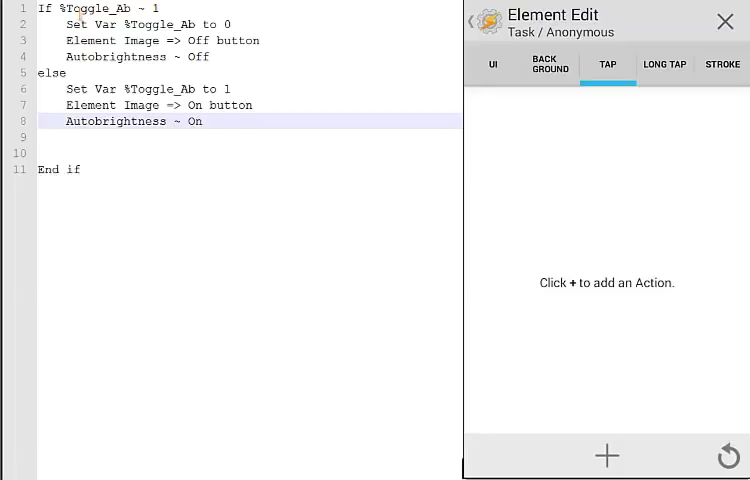 1 If %Toggle_Ab ~ 1
2 Set Var %Toggle_Ab to 0
3 Element Image => Off button
4 Autobrightness ~ Off
5 else
6 Set Var %Toggle_Ab to 1
7 Element Image => On button
8 Autobrightness ~ On
9
10
11 End if
Element Edit
Task / Anonymous
UI BACK GROUND TAP LONG TAP STROKE
Click + to add an Action.